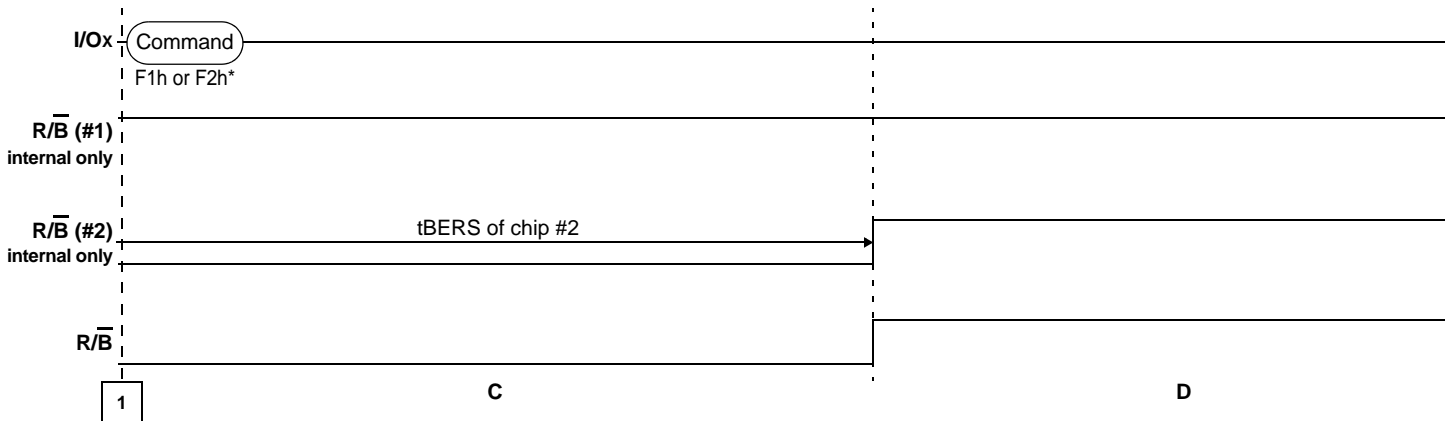 I/Ox
Command
F1h or F2h*
R/B̅ (#1)
internal only
R/B̅ (#2)
internal only
tBERS of chip #2
R/B̅
1
C
D